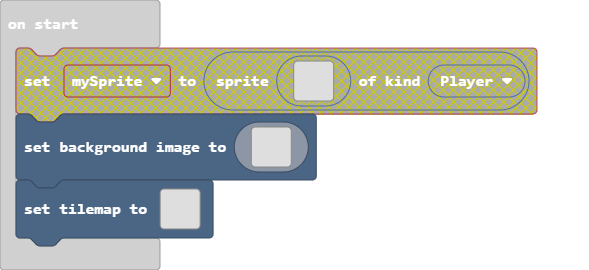 on start
set mySprite to sprite of kind Player
set background image to
set tilemap to